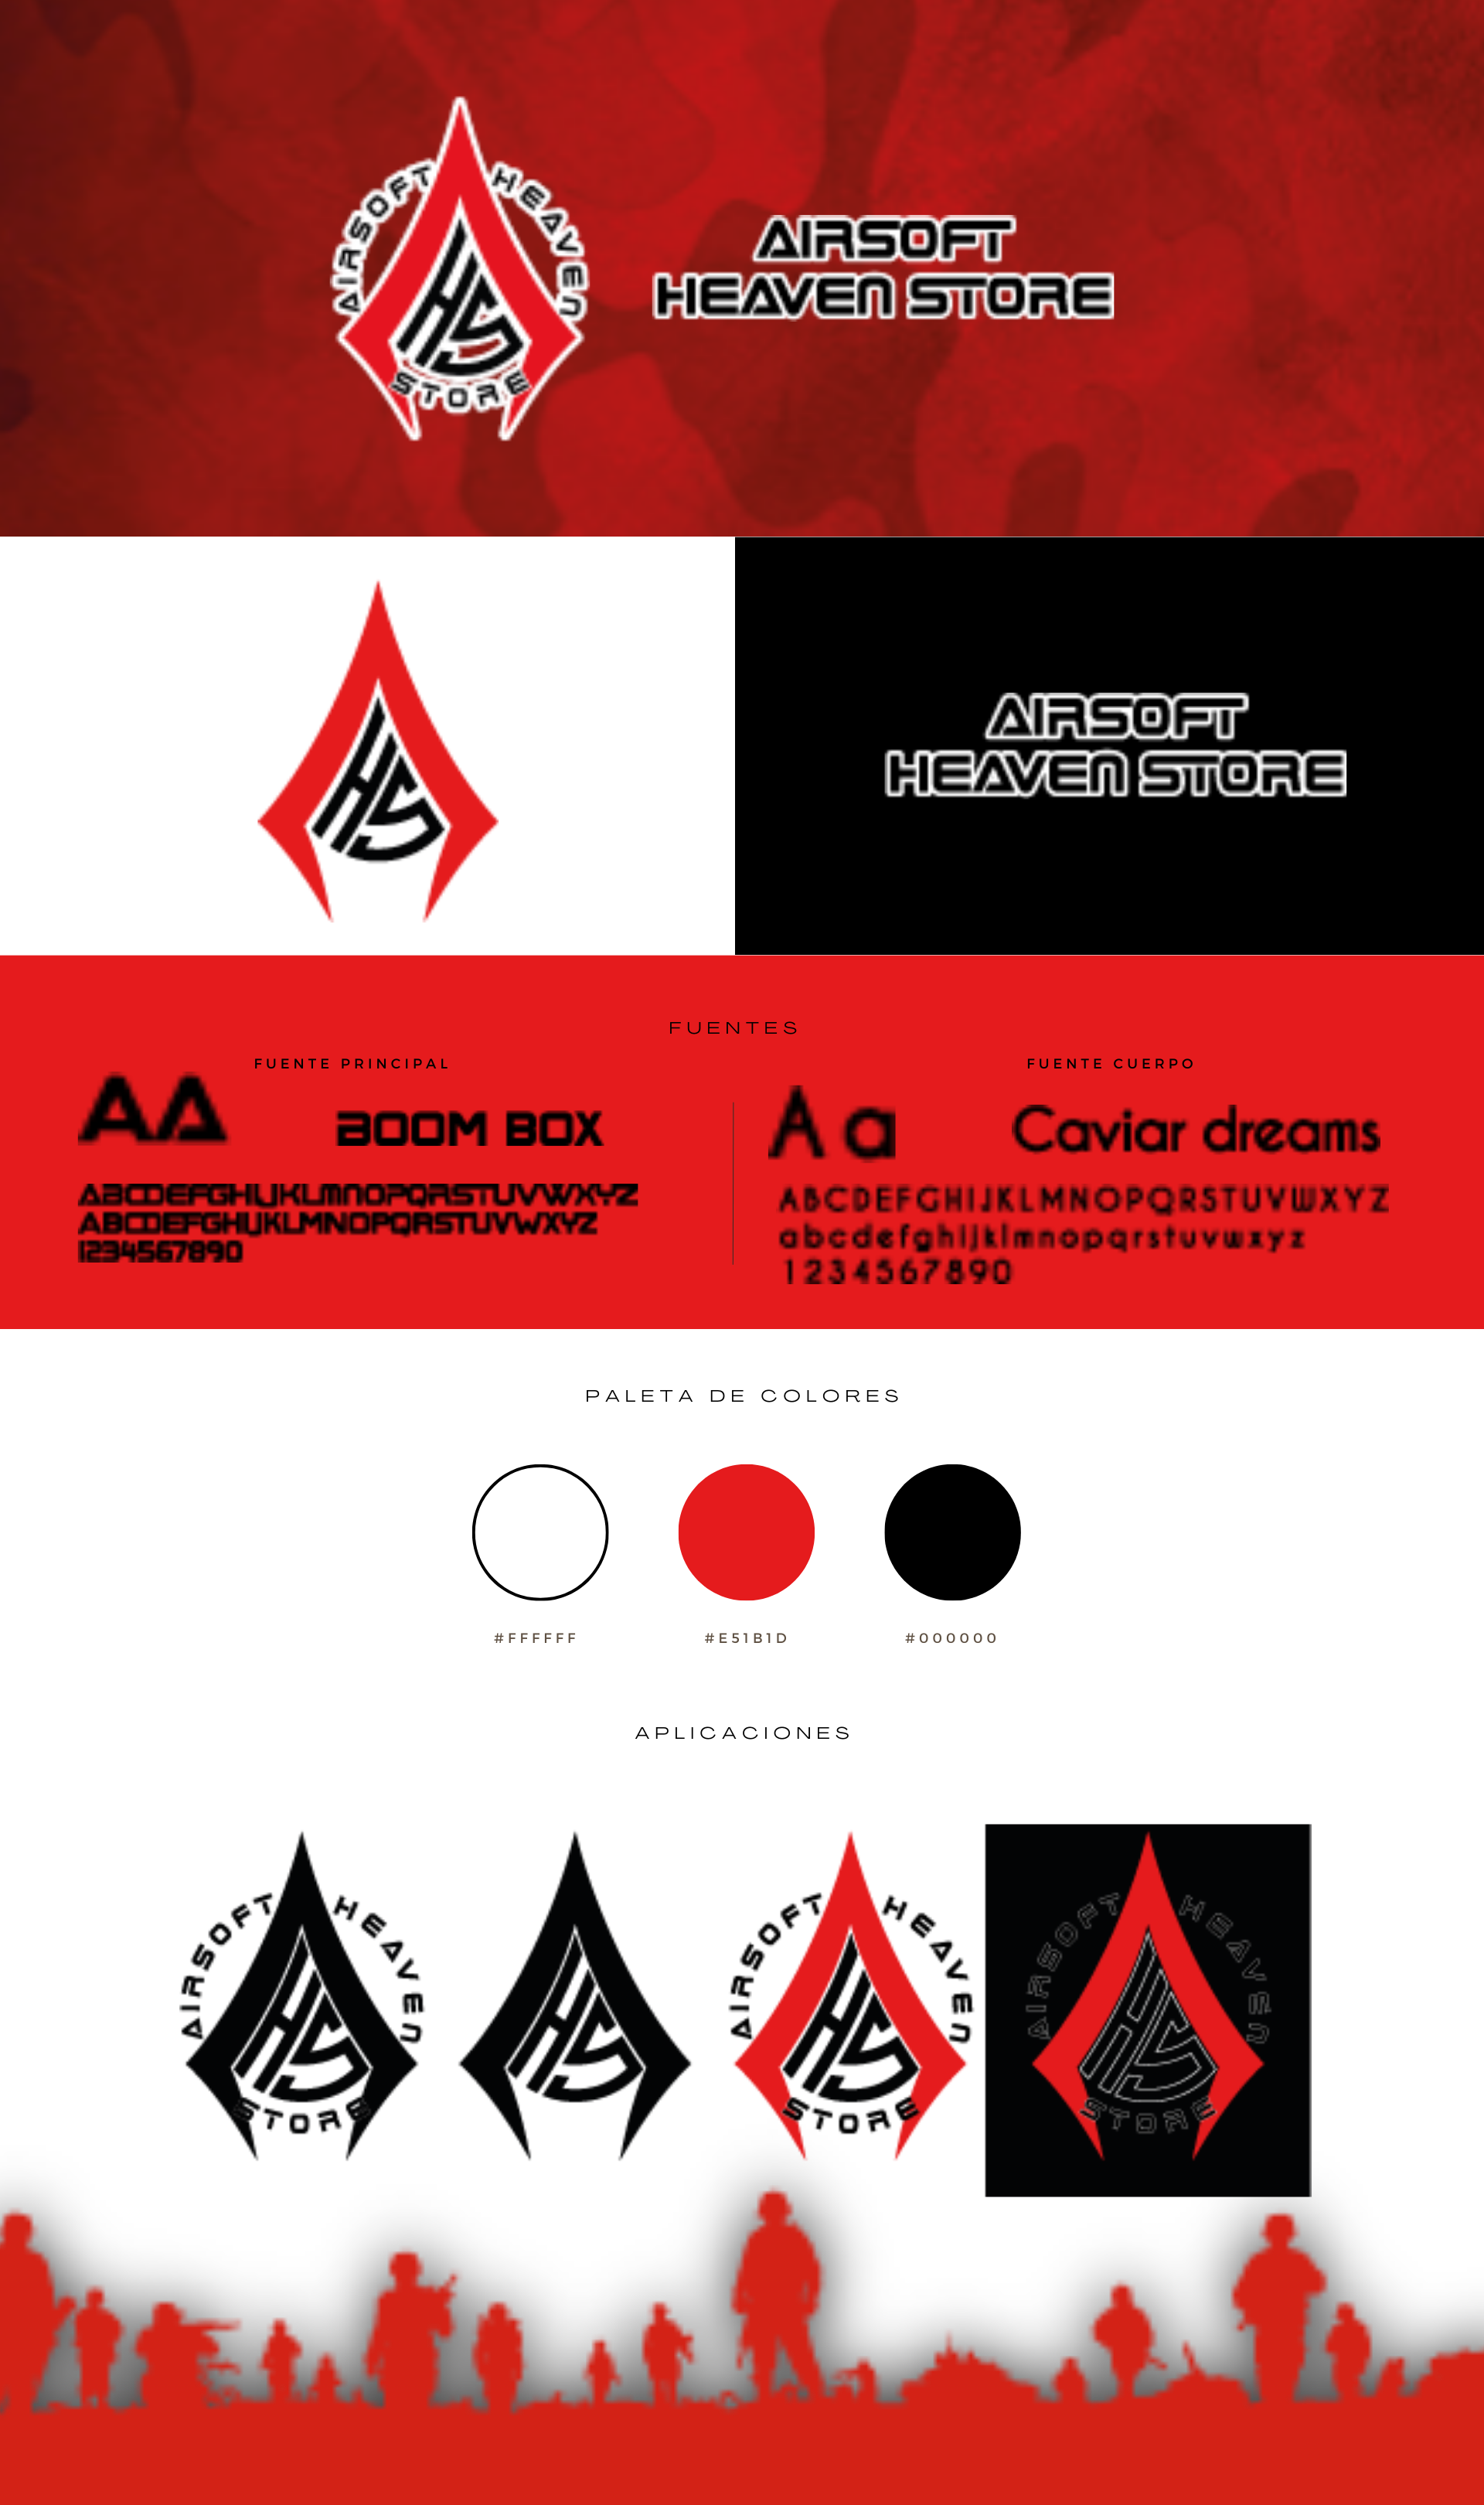 AIRSOFT HEAVEN
HS
STORE
AIRSOFT
HEAVEN STORE
HS
AIRSOFT
HEAVEN STORE
FUENTES
FUENTE PRINCIPAL
AA
BOOM BOX
ABCDEFGHIJKLMNOPQRSTUVWXYZ
ABCDEFGHIJKLMNOPQRSTUVWXYZ
1234567890
FUENTE CUERPO
A a
Caviar dreams
ABCDEFGHIJKLMNOPQRSTUVWXYZ
abcdefghijklmnopqrstuvwxyz
1234567890
PALETA DE COLORES
#FFFFFF
#E51B1D
#000000
APLICACIONES
AIRSOFT HEAVEN
HS
STORE
HS
AIRSOFT HEAVEN
HS
STORE
AIRSOFT HEAVEN
HS
STORE